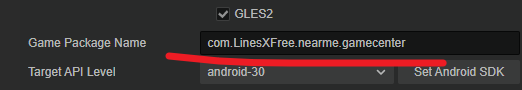 GLES2
Game Package Name com.LinesXFree.nearme.gamecenter
Target API Level android-30 Set Android SDK